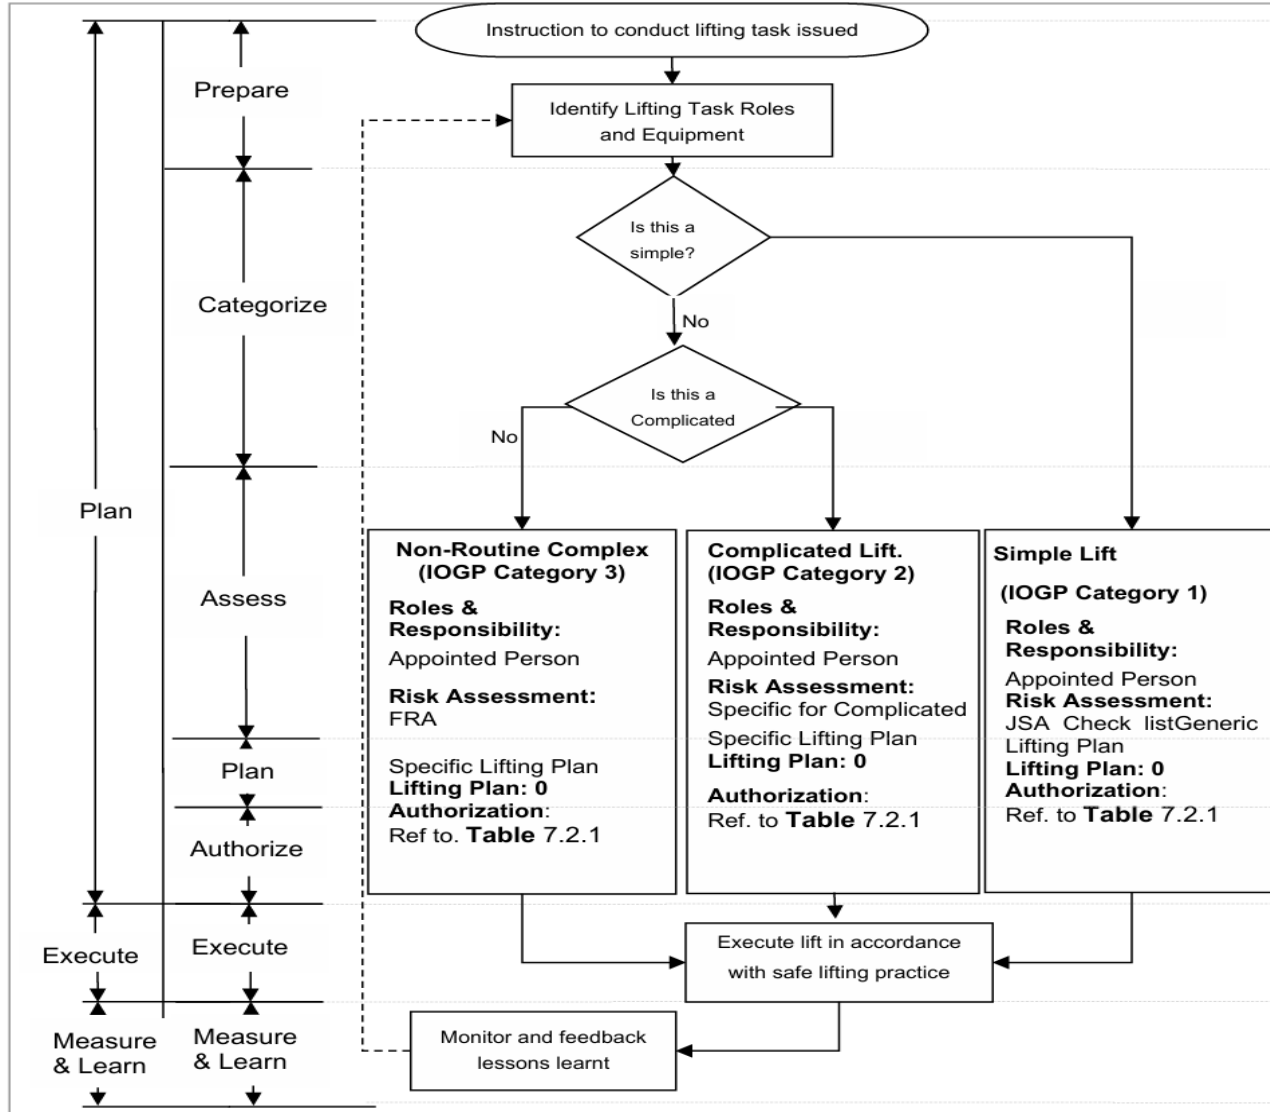 Instruction to conduct lifting task issued
Prepare
Identify Lifting Task Roles
and Equipment
Is this a
simple?
Categorize
No
Is this a
Complicated
No
Plan
Assess
Non-Routine Complex
(IOGP Category 3)
Roles &
Responsibility:
Appointed Person
Risk Assessment:
FRA
Specific Lifting Plan
Lifting Plan: 0
Authorization:
Ref to. Table 7.2.1
Complicated Lift.
(IOGP Category 2)
Roles &
Responsibility:
Appointed Person
Risk Assessment:
Specific for Complicated
Specific Lifting Plan
Lifting Plan: 0
Authorization:
Ref. to Table 7.2.1
Simple Lift
(IOGP Category 1)
Roles &
Responsibility:
Appointed Person
Risk Assessment:
JSA Check listGeneric
Lifting Plan
Lifting Plan: 0
Authorization:
Ref. to Table 7.2.1
Plan
Authorize
Execute
Execute
Execute lift in accordance
with safe lifting practice
Measure
& Learn
Measure
& Learn
Monitor and feedback
lessons learnt